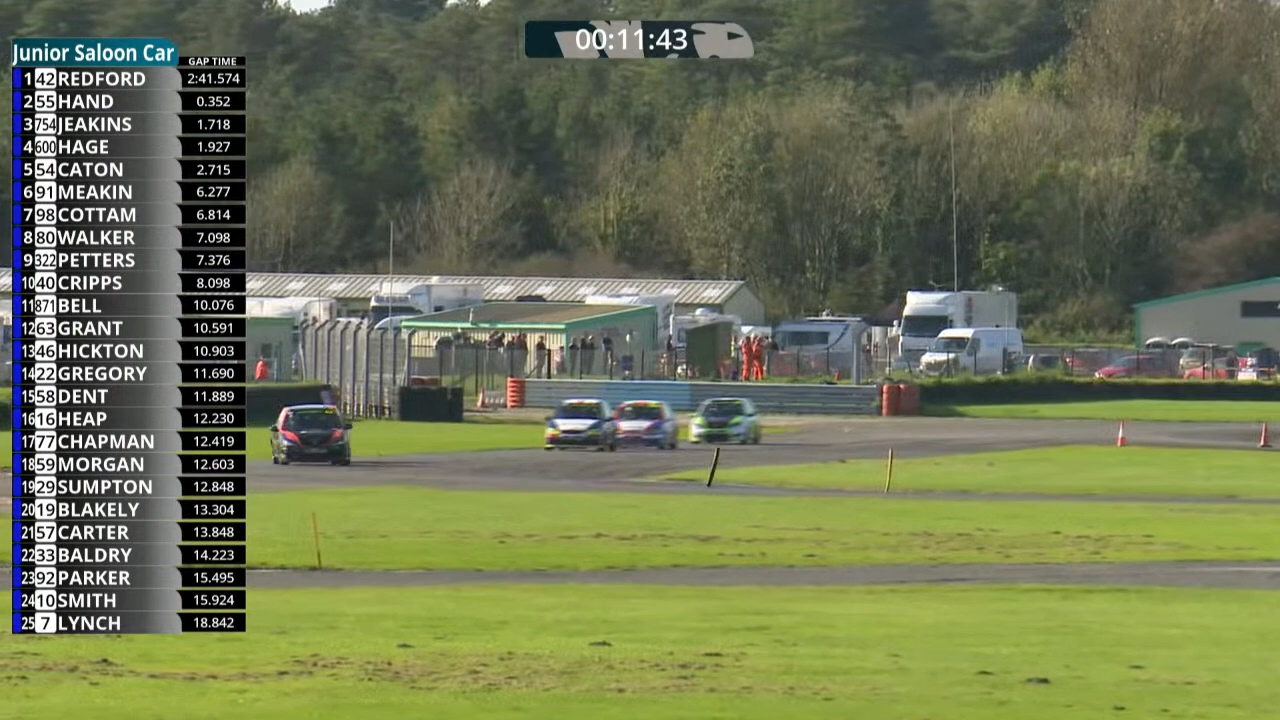 00:11:43
Junior Saloon Car GAP TIME
1 42 REDFORD 2:41.574
2 55 HAND 0.352
3 754 JEAKINS 1.718
4 600 HAGE 1.927
5 54 CATON 2.715
6 91 MEAKIN 6.277
7 98 COTTAM 6.814
8 80 WALKER 7.098
9 322 PETTERS 7.376
10 40 CRIPPS 8.098
11 871 BELL 10.076
12 63 GRANT 10.591
13 46 HICKTON 10.903
14 22 GREGORY 11.690
15 58 DENT 11.889
16 16 HEAP 12.230
17 77 CHAPMAN 12.419
18 59 MORGAN 12.603
19 29 SUMPTON 12.848
20 19 BLAKELY 13.304
21 57 CARTER 13.848
22 33 BALDRY 14.223
23 92 PARKER 15.495
24 10 SMITH 15.924
25 7 LYNCH 18.842